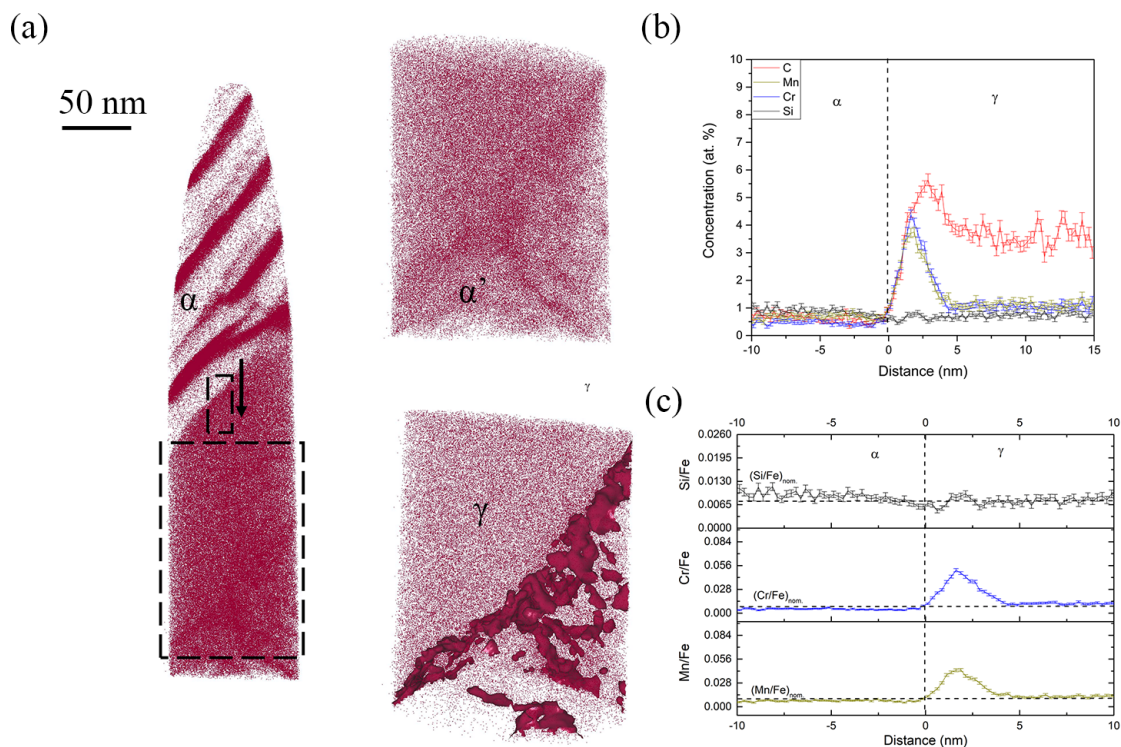 (a)
50 nm
α
α’
γ
γ
(b)
10
9
8
7
6
5
4
3
2
1
0
Concentration (at. %)
C
Mn
Cr
Si
α
γ
-10 -5 0 5 10 15
Distance (nm)
(c)
-10 -5 0 5 10
0.0260
0.0195
0.0130
0.0065
0.0000
Si/Fe
α
γ
(Si/Fe)nom.
0.084
0.056
0.028
0.000
Cr/Fe
(Cr/Fe)nom.
0.084
0.056
0.028
0.000
Mn/Fe
(Mn/Fe)nom.
-10 -5 0 5 10
Distance (nm)